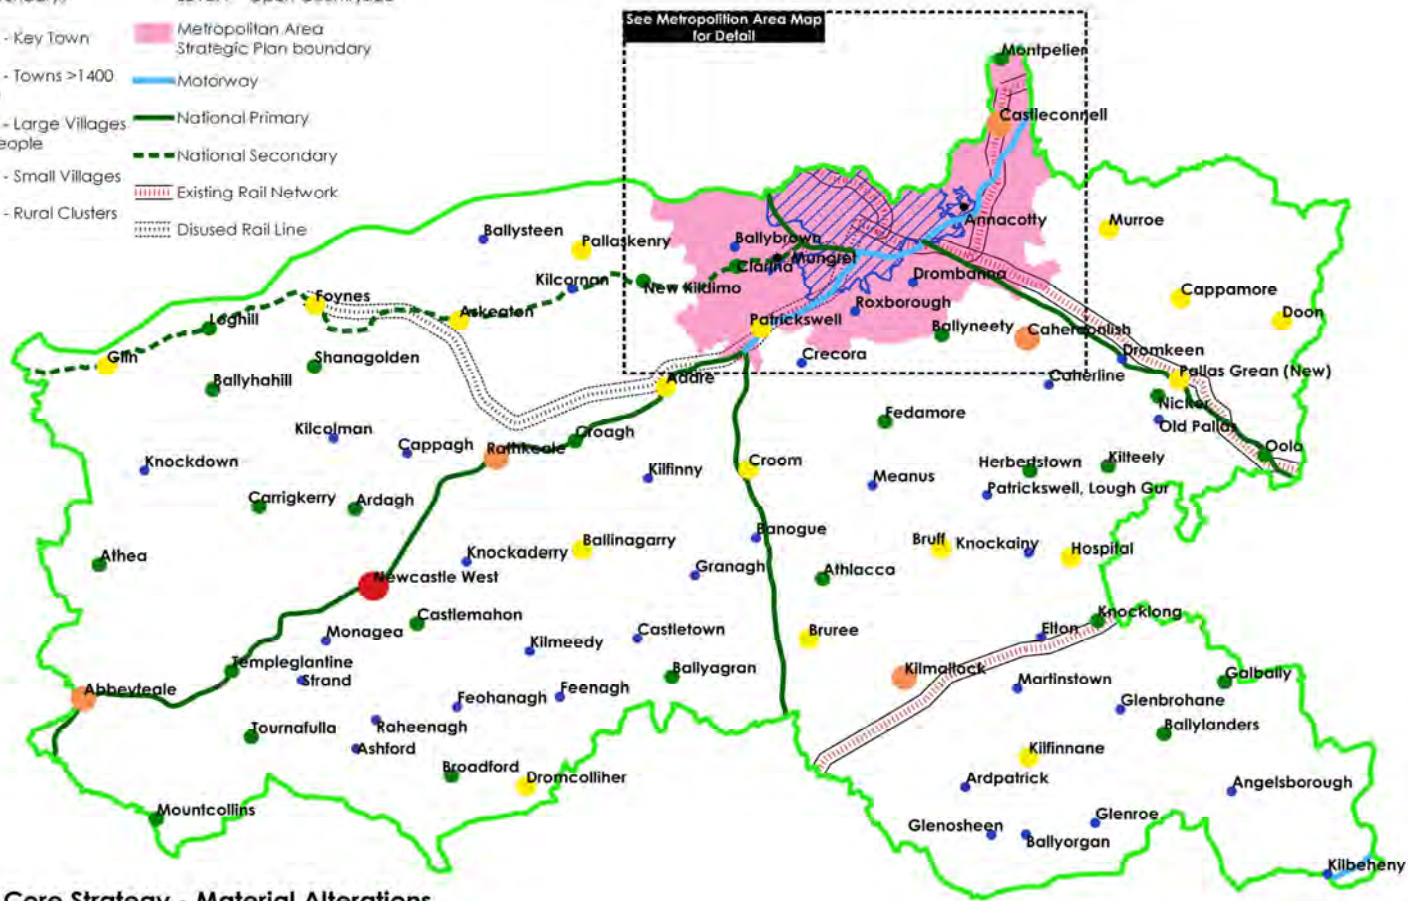 - Key Town
- Towns >1400
- Large Villages
- Small Villages
- Rural Clusters
Metropolitan Area
Strategic Plan boundary
Motorway
National Primary
National Secondary
Existing Rail Network
Disused Rail Line
See Metropolition Area Map
for Detail
Montpelier
Castleconnell
Annacotty
Murroe
Ballysteen
Pallaskenry
Ballybrown
Mungret
Clarina
Kilcornan
New Kildimo
Drombanna
Roxborough
Cappamore
Doon
Foynes
Askeaton
Loghill
Patrickswell
Ballyneety
Caherconlish
Glin
Shanagolden
Crecora
Dromkeen
Pallas Grean (New)
Ballyhahill
Adare
Caherline
Nicker
Old Pallas
Fedamore
Kilcolman
Cappagh
Rathkeale
Croagh
Oola
Knockdown
Kilfinny
Croom
Meanus
Herbertstown
Kilteely
Patrickswell, Lough Gur
Carrigkerry
Ardagh
Banogue
Athea
Knockaderry
Ballinagarry
Bruff
Knockainy
Hospital
Newcastle West
Granagh
Athlacca
Castlemahon
Knocklong
Monagea
Kilmeedy
Castletown
Bruree
Elton
Templeglantine
Strand
Ballyagran
Kilmallock
Martinstown
Galbally
Abbeyfeale
Feohanagh
Feenagh
Glenbrohane
Tournafulla
Raheenagh
Ashford
Ballylanders
Broadford
Dromcolliher
Kilfinnane
Ardpatrick
Angelsborough
Mountcollins
Glenosheen
Ballyorgan
Glenroe
Kilbeheny
Core Strategy - Material Alterations